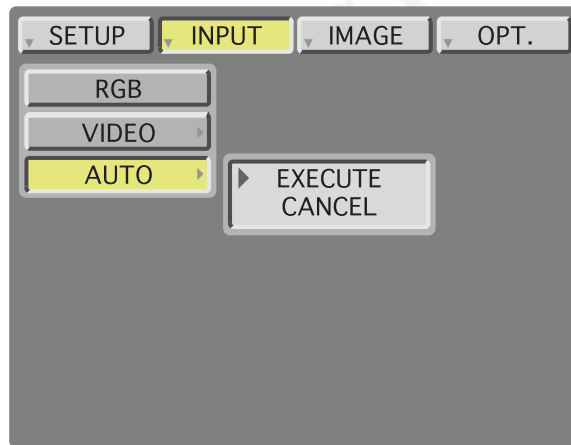 SETUP INPUT IMAGE OPT.
RGB
VIDEO
AUTO
EXECUTE
CANCEL